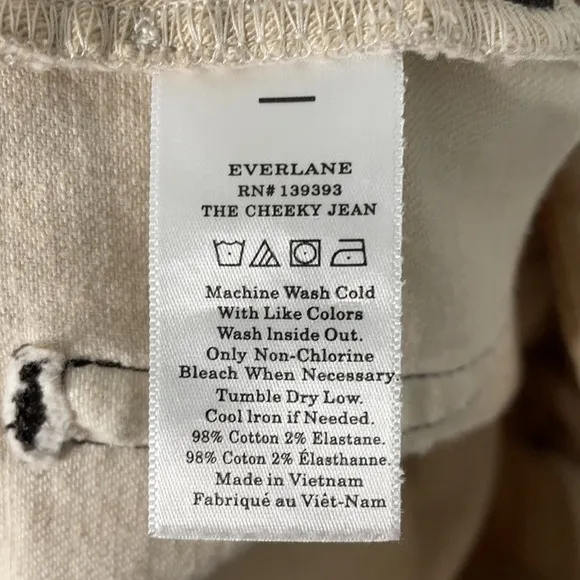 EVERLANE
RN# 139393
THE CHEEKY JEAN
Machine Wash Cold
With Like Colors
Wash Inside Out.
Only Non-Chlorine
Bleach When Necessary.
Tumble Dry Low.
Cool Iron if Needed.
98% Cotton 2% Elastane.
98% Coton 2% Élasthanne.
Made in Vietnam
Fabriqué au Viêt-Nam